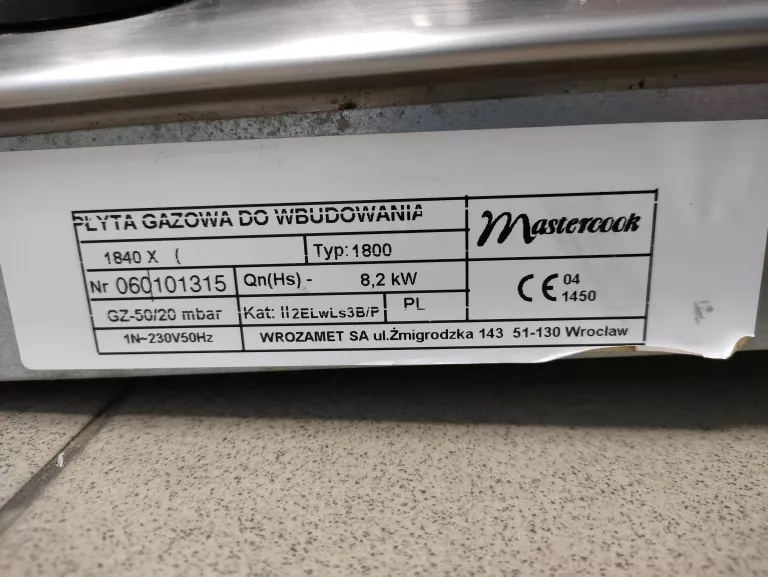 PŁYTA GAZOWA DO WBUDOWANIA
Mastercook
1840 X (
Typ: 1800
Nr 060101315
Qn(Hs) - 8,2 kW
CE 04
1450
GZ-50/20 mbar
Kat: II2ELwLs3B/P
PL
1N~230V50Hz
WROZAMET SA ul.Żmigrodzka 143 51-130 Wrocław